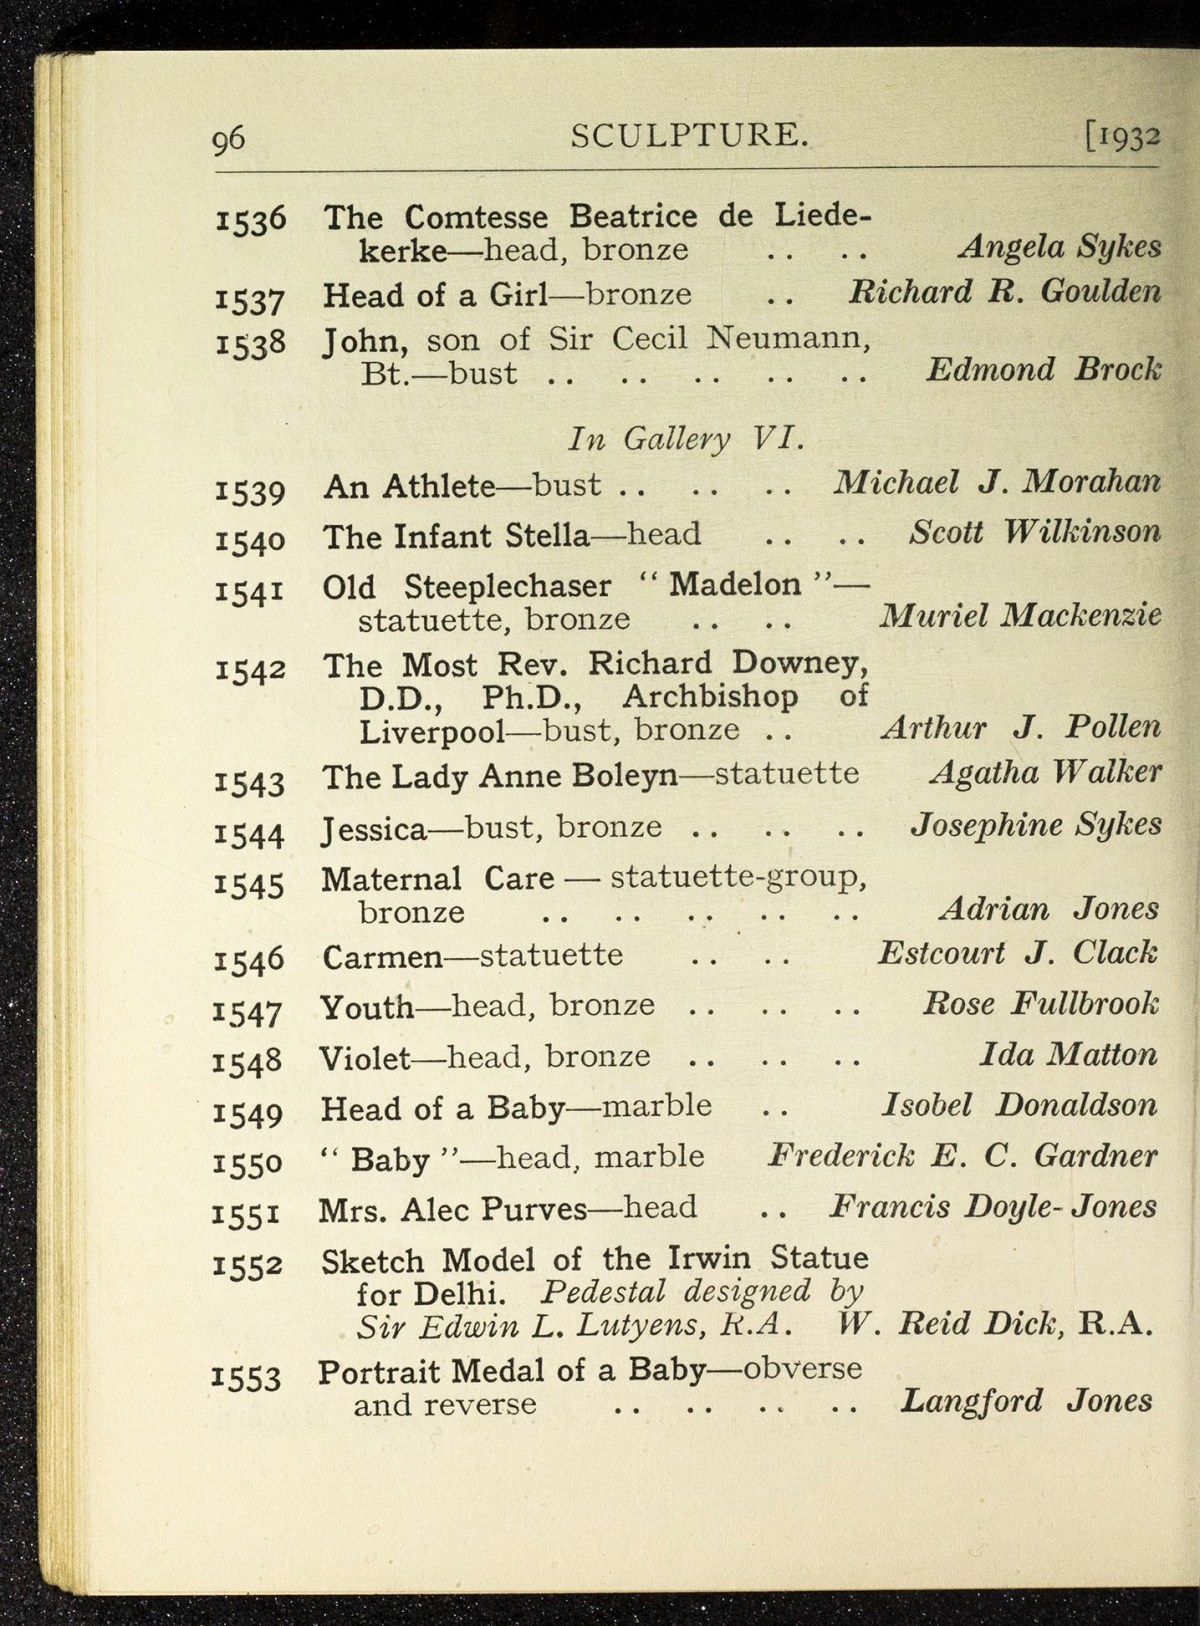 96 SCULPTURE. [1932
1536 The Comtesse Beatrice de Liede-
kerke—head, bronze .. .. Angela Sykes
1537 Head of a Girl—bronze .. Richard R. Goulden
1538 John, son of Sir Cecil Neumann,
Bt.—bust .. .. .. .. .. Edmond Brock
In Gallery VI.
1539 An Athlete—bust .. .. .. Michael J. Morahan
1540 The Infant Stella—head .. .. Scott Wilkinson
1541 Old Steeplechaser “ Madelon ”—
statuette, bronze .. .. Muriel Mackenzie
1542 The Most Rev. Richard Downey,
D.D., Ph.D., Archbishop of
Liverpool—bust, bronze .. Arthur J. Pollen
1543 The Lady Anne Boleyn—statuette Agatha Walker
1544 Jessica—bust, bronze .. .. .. Josephine Sykes
1545 Maternal Care — statuette-group,
bronze .. .. .. .. .. Adrian Jones
1546 Carmen—statuette .. .. Estcourt J. Clack
1547 Youth—head, bronze .. .. .. Rose Fullbrook
1548 Violet—head, bronze .. .. .. Ida Matton
1549 Head of a Baby—marble .. Isobel Donaldson
1550 “ Baby ”—head, marble Frederick E. C. Gardner
1551 Mrs. Alec Purves—head .. Francis Doyle-Jones
1552 Sketch Model of the Irwin Statue
for Delhi. Pedestal designed by
Sir Edwin L. Lutyens, R.A. W. Reid Dick, R.A.
1553 Portrait Medal of a Baby—obverse
and reverse .. .. .. .. Langford Jones